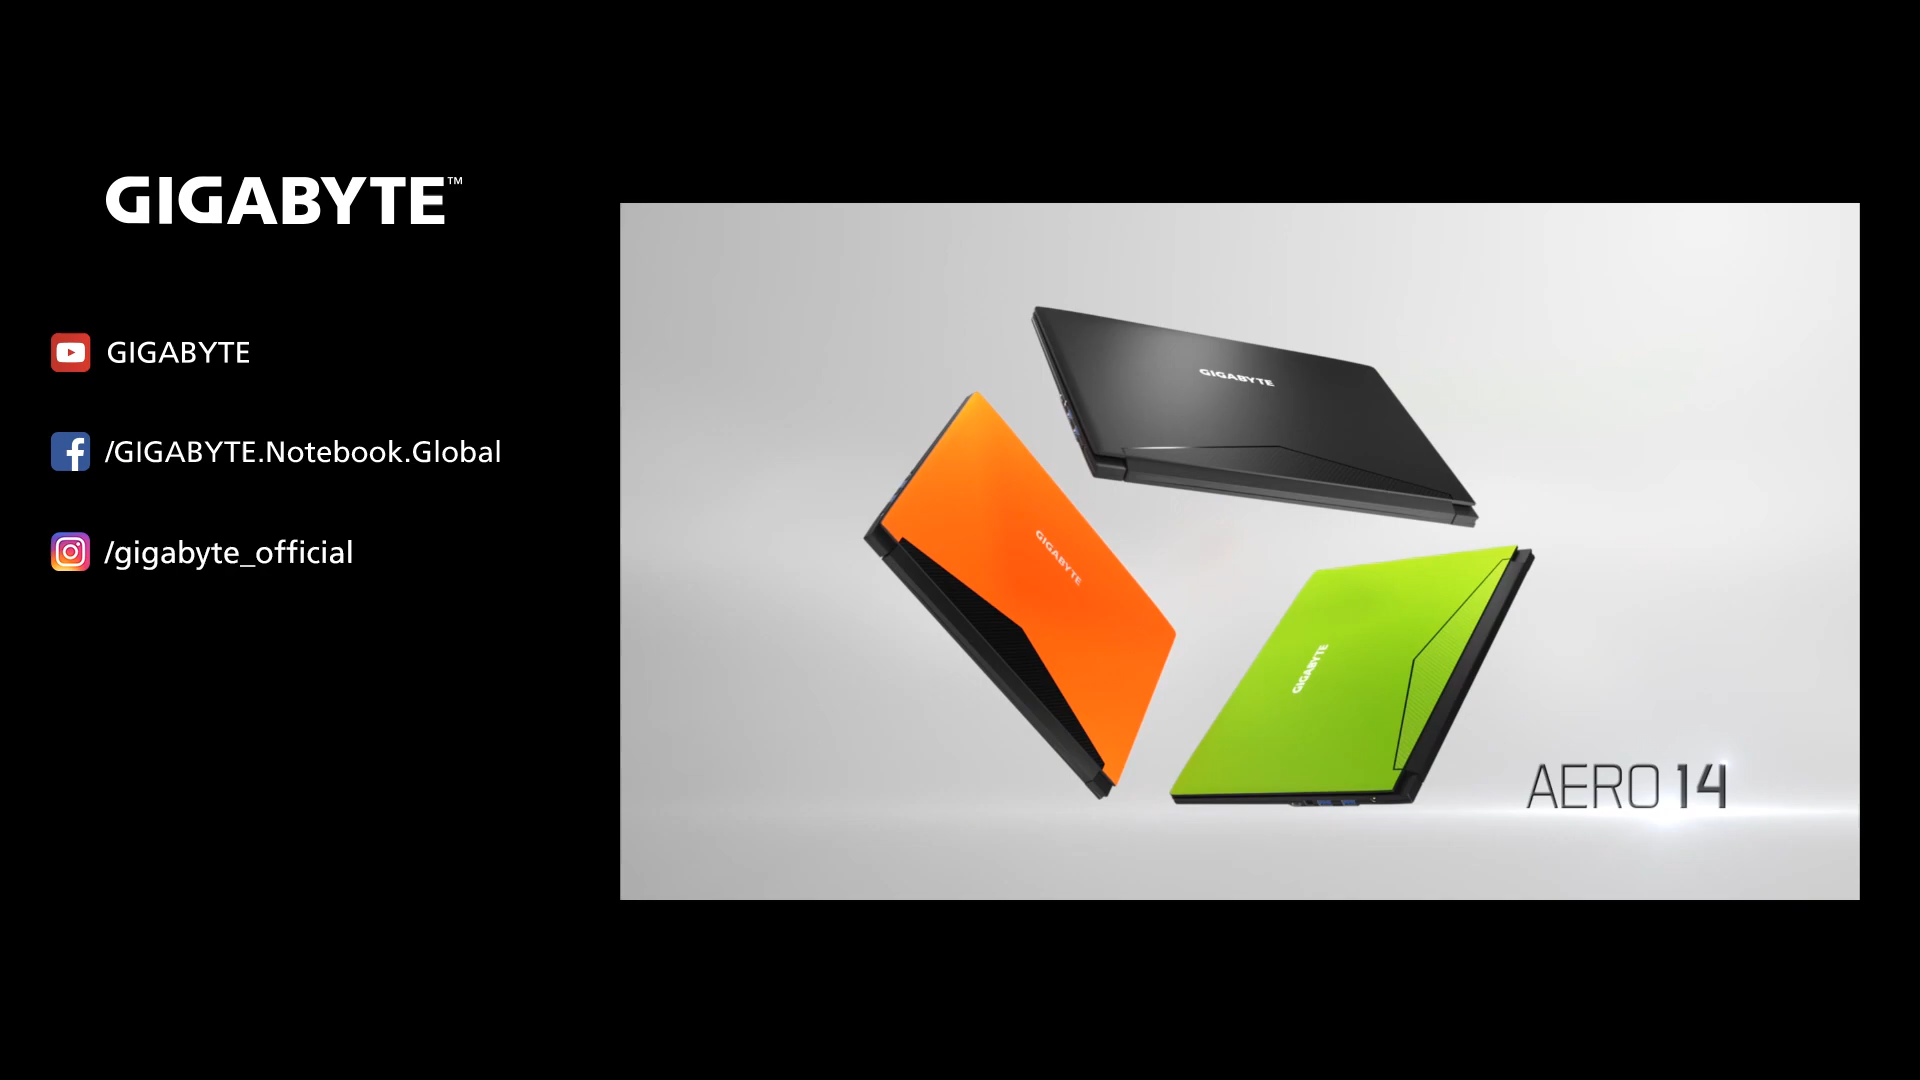 GIGABYTE™
GIGABYTE
/GIGABYTE.Notebook.Global
/gigabyte_official
GIGABYTE
GIGABYTE
GIGABYTE
AERO 14